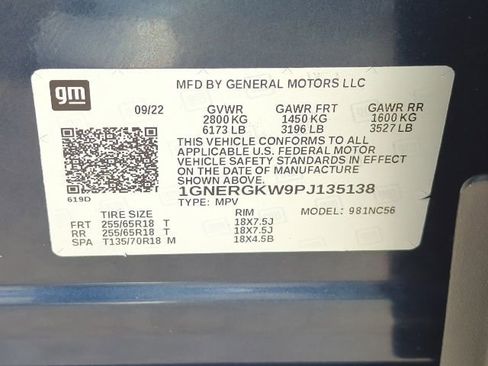 gm
MFD BY GENERAL MOTORS LLC
09/22 GVWR GAWR FRT GAWR RR
2800 KG 1450 KG 1600 KG
6173 LB 3196 LB 3527 LB
THIS VEHICLE CONFORMS TO ALL
APPLICABLE U.S. FEDERAL MOTOR
VEHICLE SAFETY STANDARDS IN EFFECT
ON THE DATE OF MANUFACTURE
SHOWN ABOVE.
1GNERGKW9PJ135138
619D
TYPE: MPV
TIRE SIZE RIM MODEL: 981NC56
FRT 255/65R18 T 18X7.5J
RR 255/65R18 T 18X7.5J
SPA T135/70R18 M 18X4.5B